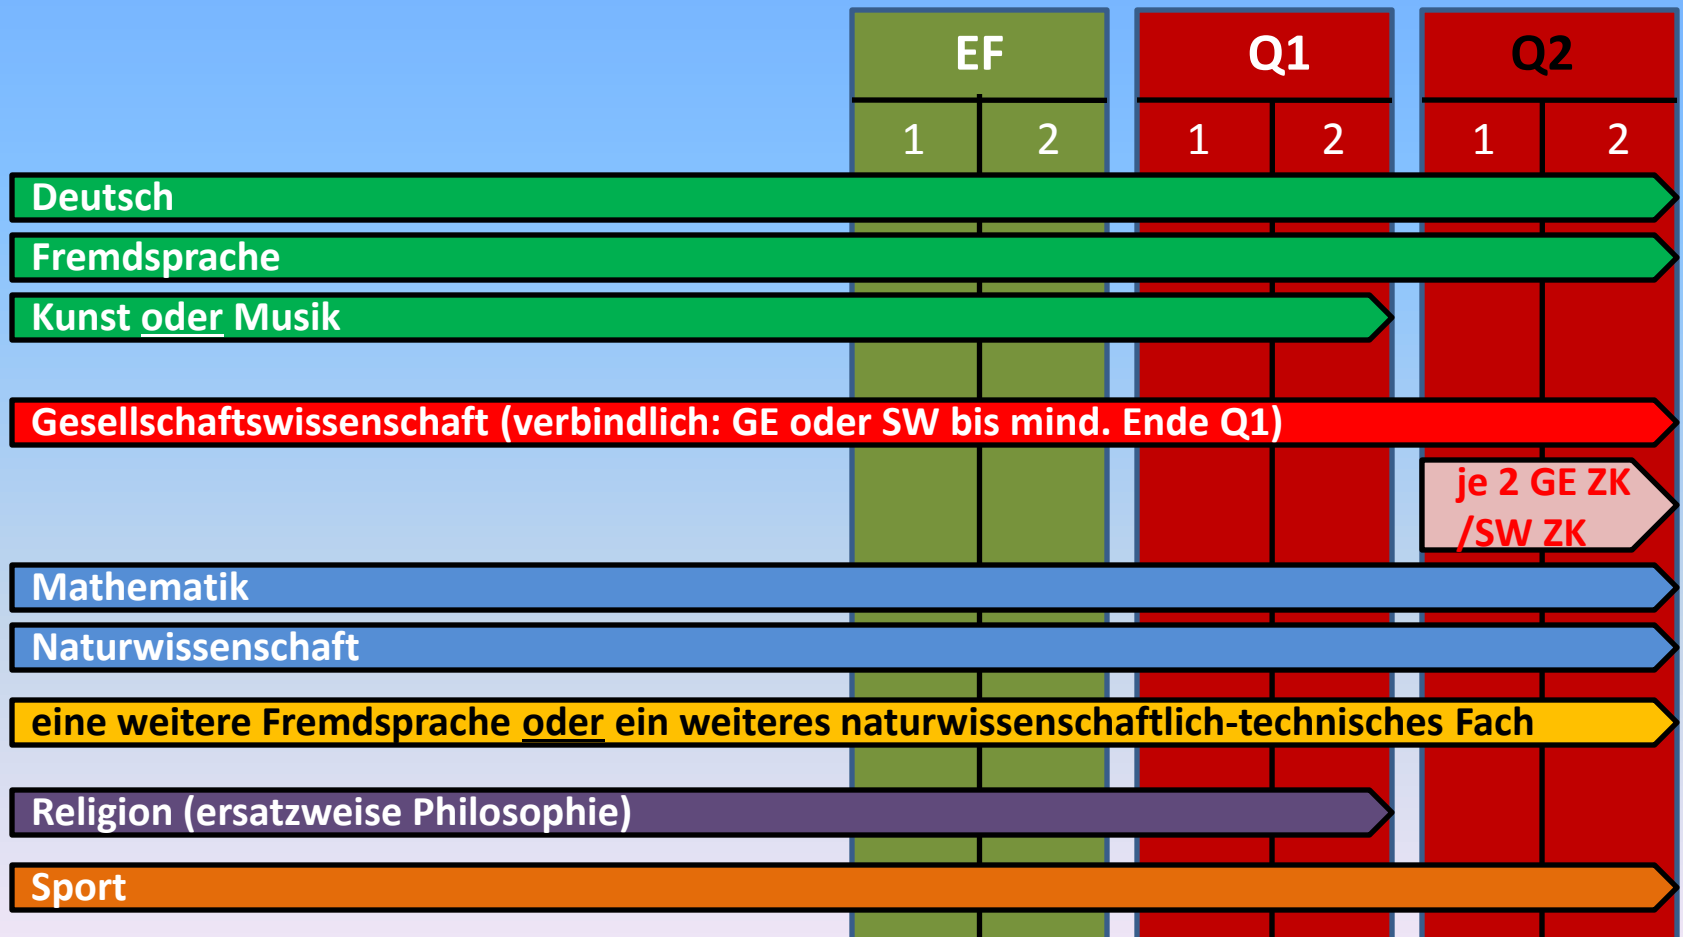 EF Q1 Q2
1 2 1 2 1 2
Deutsch
Fremdsprache
Kunst oder Musik
Gesellschaftswissenschaft (verbindlich: GE oder SW bis mind. Ende Q1)
je 2 GE ZK
/SW ZK
Mathematik
Naturwissenschaft
eine weitere Fremdsprache oder ein weiteres naturwissenschaftlich-technisches Fach
Religion (ersatzweise Philosophie)
Sport